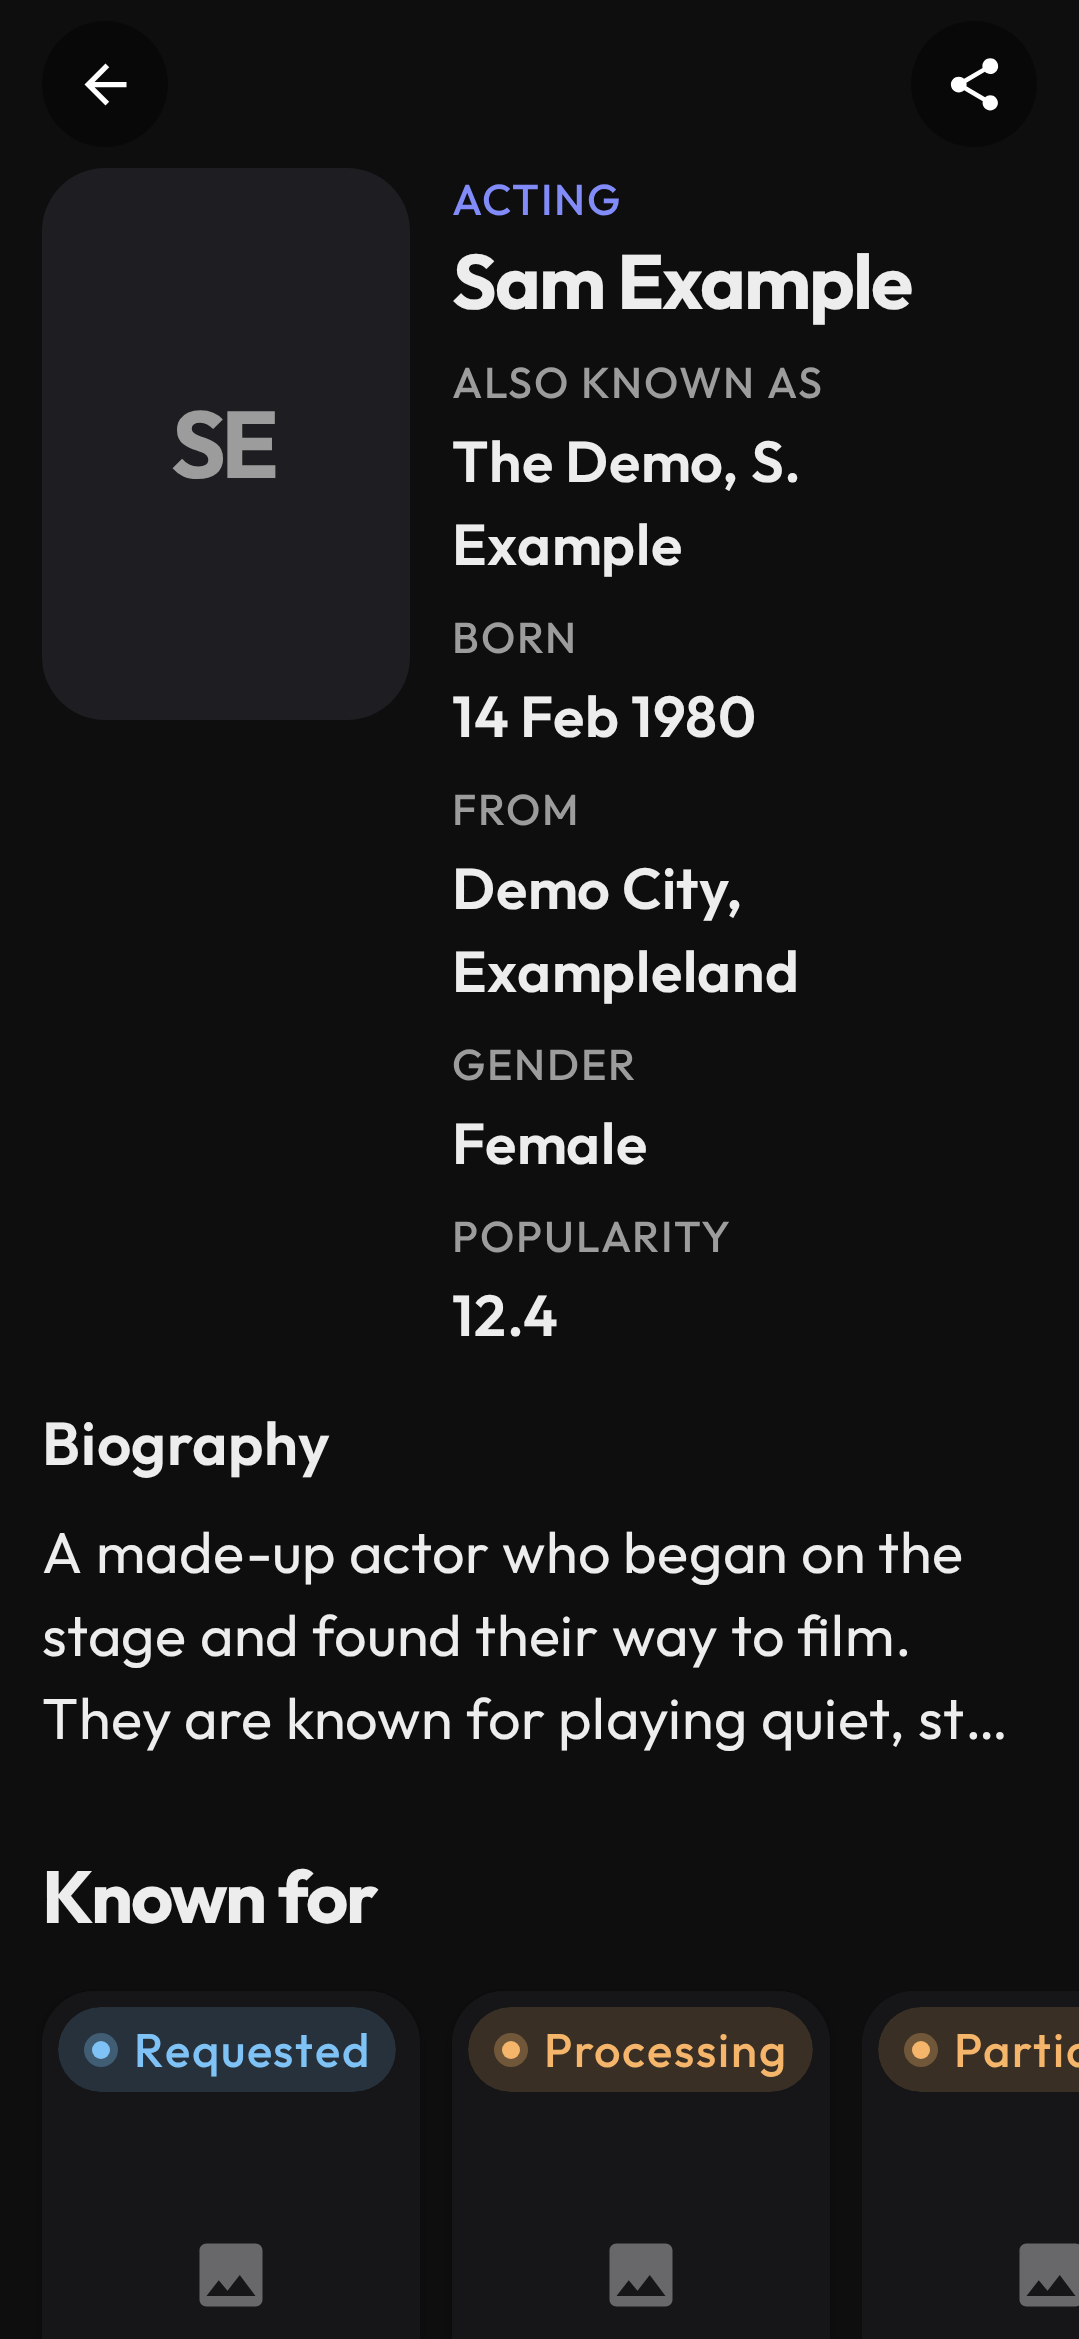 ACTING
Sam Example
SE
ALSO KNOWN AS
The Demo, S.
Example
BORN
14 Feb 1980
FROM
Demo City,
Exampleland
GENDER
Female
POPULARITY
12.4
Biography
A made-up actor who began on the
stage and found their way to film.
They are known for playing quiet, st…
Known for
Requested
Processing